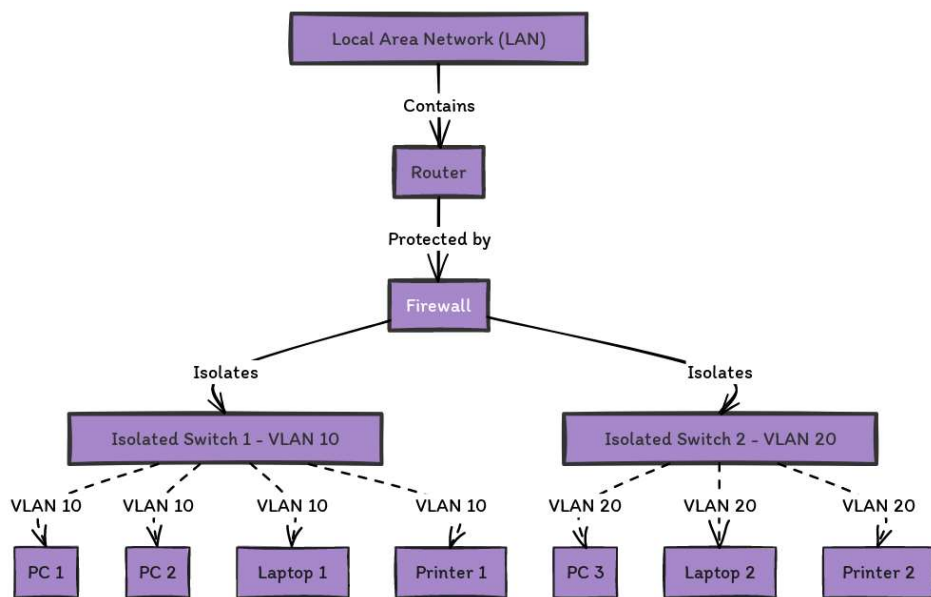 Local Area Network (LAN)
Contains
Router
Protected by
Firewall
Isolates
Isolates
Isolated Switch 1 - VLAN 10
Isolated Switch 2 - VLAN 20
VLAN 10
VLAN 10
VLAN 10
VLAN 10
VLAN 20
VLAN 20
VLAN 20
PC 1
PC 2
Laptop 1
Printer 1
PC 3
Laptop 2
Printer 2